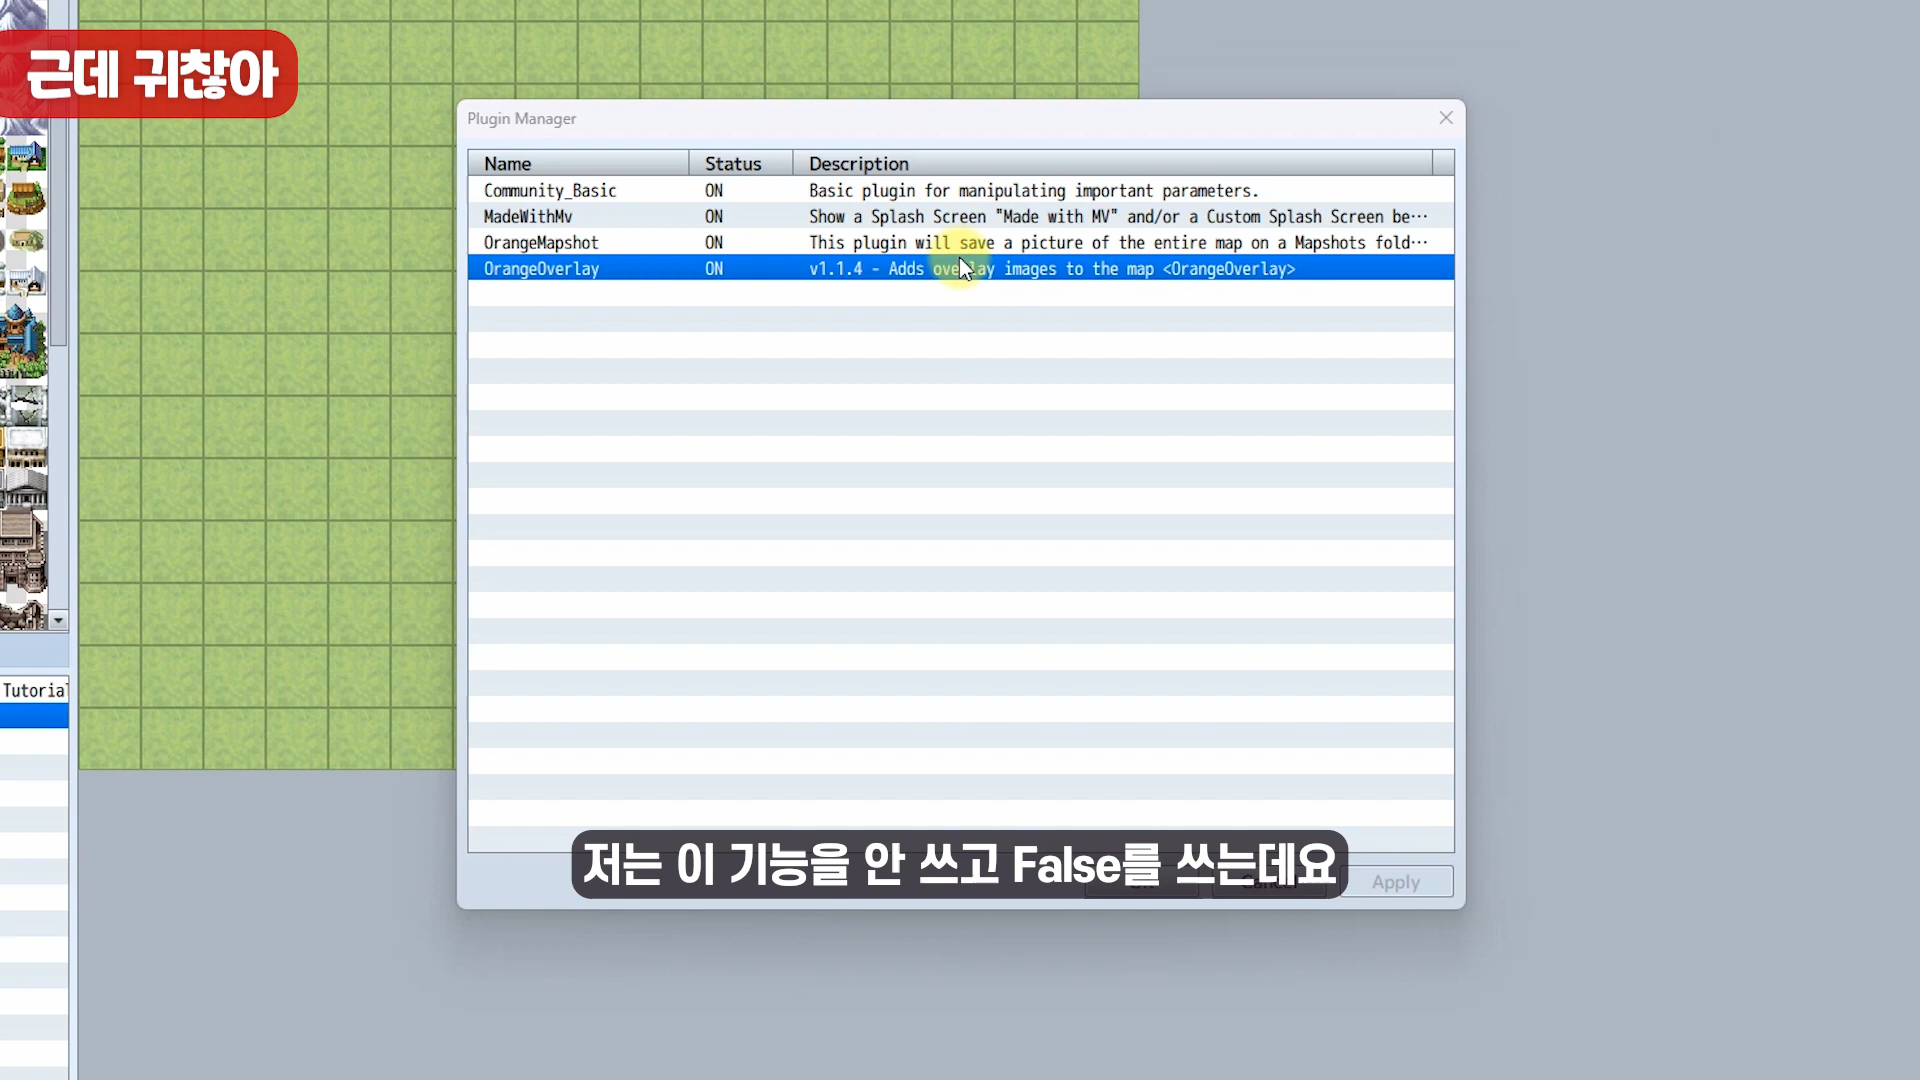 근데 귀찮아
Plugin Manager
Name Status Description
Community_Basic ON Basic plugin for manipulating important parameters.
MadeWithMv ON Show a Splash Screen "Made with MV" and/or a Custom Splash Screen be…
OrangeMapshot ON This plugin will save a picture of the entire map on a Mapshots fold…
OrangeOverlay ON v1.1.4 - Adds overlay images to the map <OrangeOverlay>
Tutorial
저는 이 기능을 안 쓰고 False를 쓰는데요
Cancel Apply